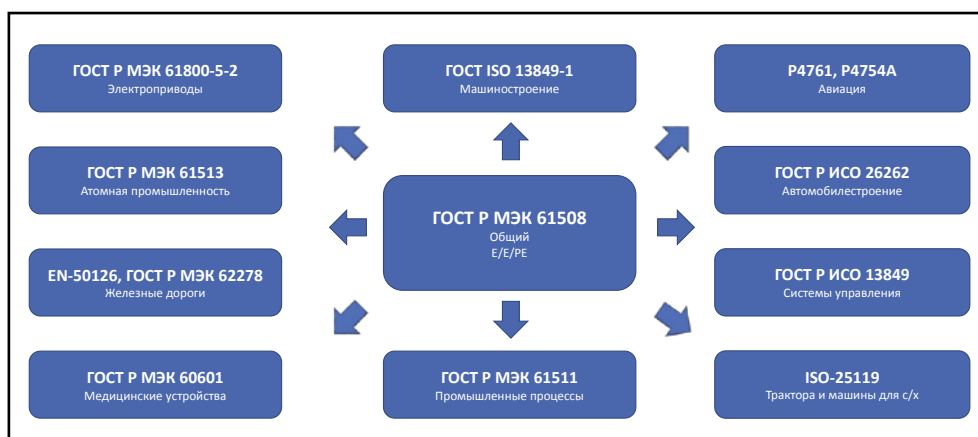 ГОСТ Р МЭК 61800-5-2
Электроприводы
ГОСТ ISO 13849-1
Машиностроение
Р4761, Р4754А
Авиация
ГОСТ Р МЭК 61513
Атомная промышленность
ГОСТ Р МЭК 61508
Общий
E/E/PE
ГОСТ Р ИСО 26262
Автомобилестроение
EN-50126, ГОСТ Р МЭК 62278
Железные дороги
ГОСТ Р ИСО 13849
Системы управления
ГОСТ Р МЭК 60601
Медицинские устройства
ГОСТ Р МЭК 61511
Промышленные процессы
ISO-25119
Трактора и машины для с/х